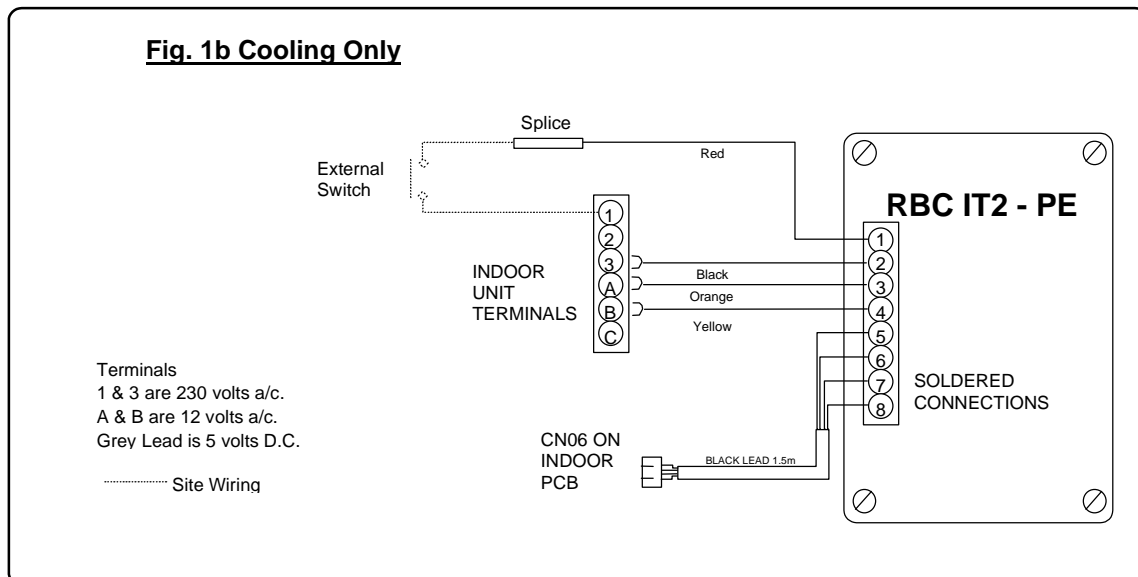 Fig. 1b Cooling Only
Splice
Red
External
Switch
RBC IT2 - PE
1
2
3
A
B
C
INDOOR
UNIT
TERMINALS
Black
Orange
Yellow
1
2
3
4
5
6
7
8
SOLDERED
CONNECTIONS
Terminals
1 & 3 are 230 volts a/c.
A & B are 12 volts a/c.
Grey Lead is 5 volts D.C.
Site Wiring
CN06 ON
INDOOR
PCB
BLACK LEAD 1.5m